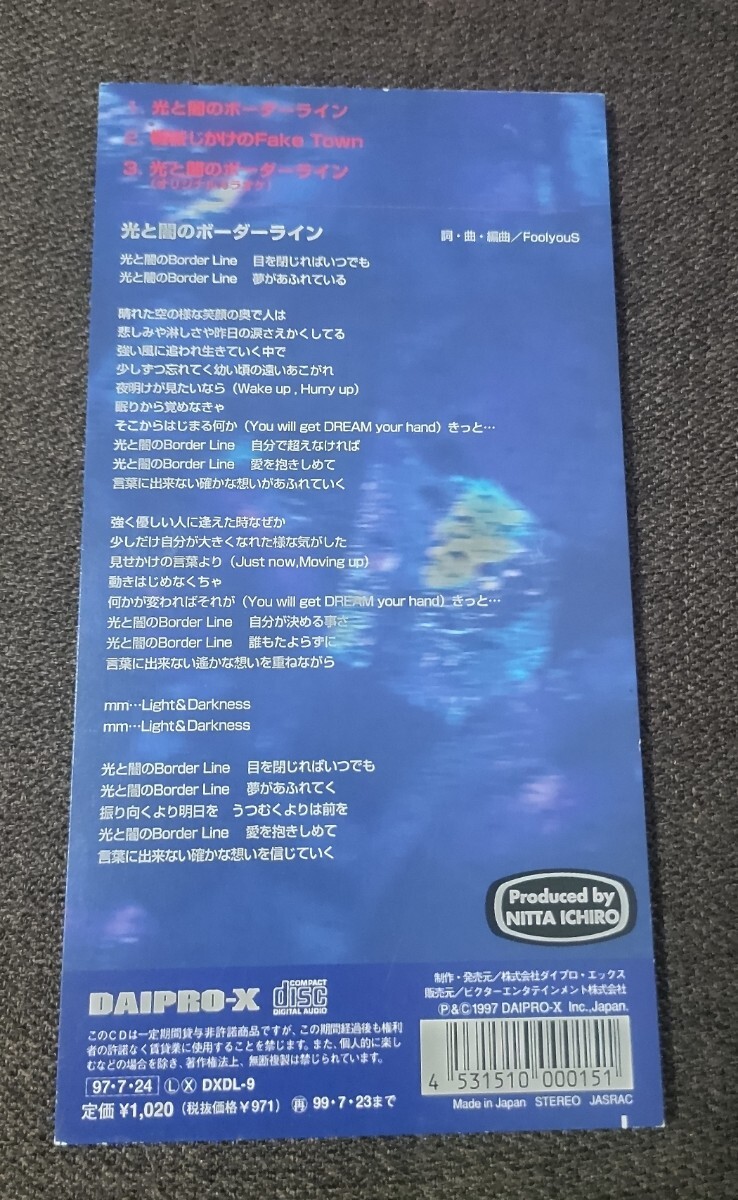 1. 光と闇のボーダーライン
2. 機械じかけのFake Town
3. 光と闇のボーダーライン
(オリジナル・カラオケ)
光と闇のボーダーライン
詞・曲・編曲/FoolyouS
光と闇のBorder Line 目を閉じればいつでも
光と闇のBorder Line 夢があふれている
晴れた空の様な笑顔の奥で人は
悲しみや淋しさや昨日の涙さえかくしてる
強い風に追われ生きていく中で
少しずつ忘れてく幼い頃の遠いあこがれ
夜明けが見たいなら(Wake up , Hurry up)
眠りから覚めなきゃ
そこからはじまる何か(You will get DREAM your hand)きっと…
光と闇のBorder Line 自分で超えなければ
光と闇のBorder Line 愛を抱きしめて
言葉に出来ない確かな想いがあふれていく
強く優しい人に逢えた時なぜか
少しだけ自分が大きくなれた様な気がした
見せかけの言葉より(Just now,Moving up)
動きはじめなくちゃ
何かが変わればそれが(You will get DREAM your hand)きっと…
光と闇のBorder Line 自分が決める事さ
光と闇のBorder Line 誰もたよらずに
言葉に出来ない遙かな想いを重ねながら
mm…Light&Darkness
mm…Light&Darkness
光と闇のBorder Line 目を閉じればいつでも
光と闇のBorder Line 夢があふれてく
振り向くより明日を うつむくよりは前を
光と闇のBorder Line 愛を抱きしめて
言葉に出来ない確かな想いを信じていく
Produced by
NITTA ICHIRO
DAIPRO-X
COMPACT
disc
DIGITAL AUDIO
制作・発売元/株式会社ダイプロ・エックス
販売元/ビクターエンタテインメント株式会社
Ⓟ&Ⓒ1997 DAIPRO-X Inc.,Japan.
このCDは一定期間貸与非許諾商品ですが、この期間経過後も権利
者の許諾なく賃貸業に使用することを禁じます。また、個人的に楽し
むなどの場合を除き、著作権法上、無断複製は禁じられています。
97・7・24 ⓁⓍ DXDL-9
定価 ¥1,020 (税抜価格¥971) ㊢ 99・7・23まで
4 531510 000151
Made in Japan STEREO JASRAC